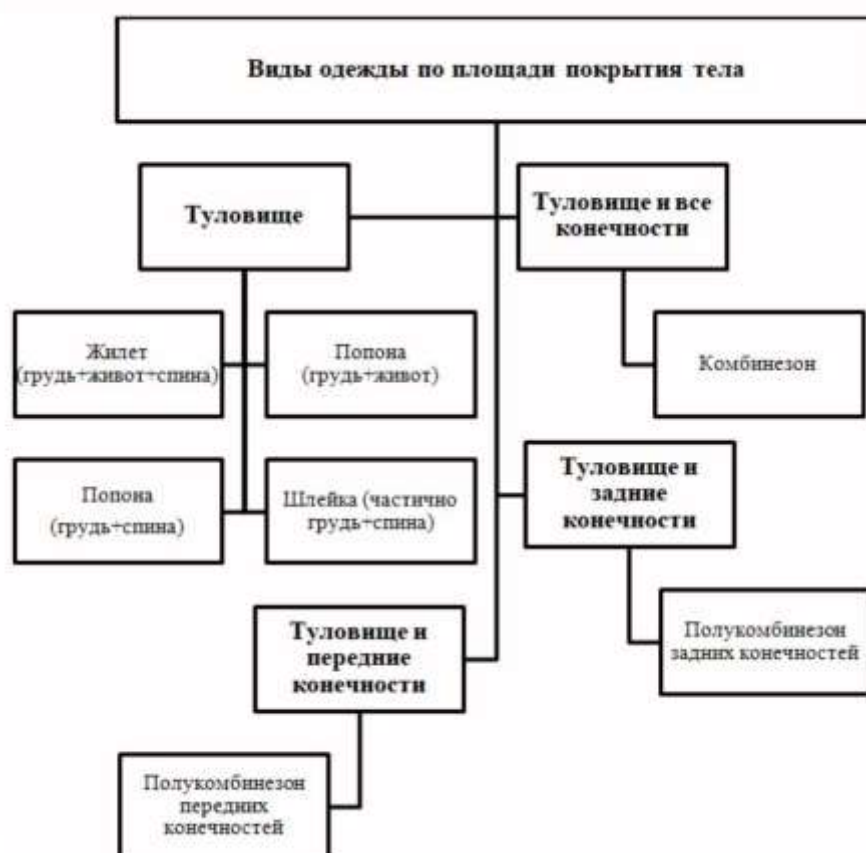 Виды одежды по площади покрытия тела
Туловище
Туловище и все
конечности
Жилет
(грудь+живот+спина)
Попона
(грудь+живот)
Комбинезон
Попона
(грудь+спина)
Шлейка (частично
грудь+спина)
Туловище и
задние
конечности
Туловище и
передние
конечности
Полукомбинезон
задних конечностей
Полукомбинезон
передних
конечностей